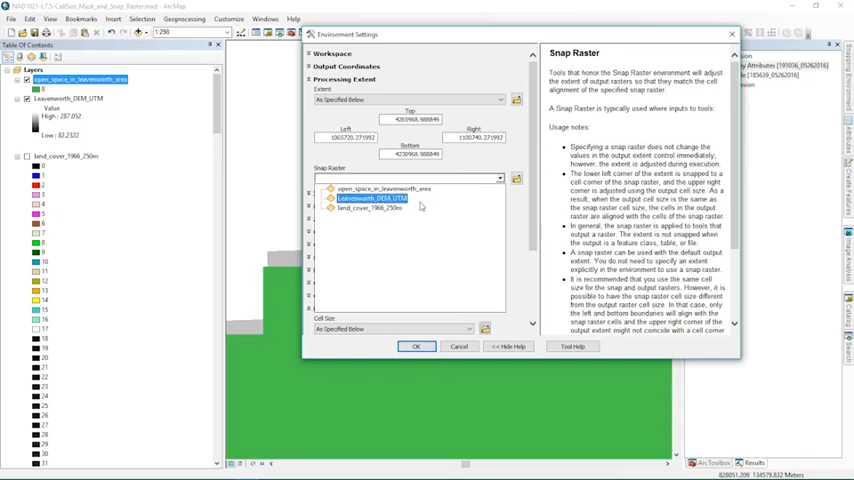 NAD1021-L7.5-CellSize_Mask_and_Snap_Raster.mxd - ArcMap
File Edit View Bookmarks Insert Selection Geoprocessing Customize Windows Help
1:298
Table Of Contents
Layers
open_space_in_leavenworth_area
8
Leavenworth_DEM_UTM
Value
High : 287.052
Low : 82.2322
land_cover_1966_250m
0
1
2
3
4
5
6
7
8
9
10
11
12
13
14
15
16
17
18
19
20
21
22
23
24
25
26
27
28
29
30
31
Environment Settings
Workspace
Output Coordinates
Processing Extent
Extent
As Specified Below
Top
4265968.988849
Left
Right
1065720.271992
1100740.271992
Bottom
4230968.988849
Snap Raster
open_space_in_leavenworth_area
Leavenworth_DEM_UTM
land_cover_1966_250m
Cell Size
As Specified Below
OK
Cancel
<< Hide Help
Tool Help
Snap Raster
Tools that honor the Snap Raster environment will adjust
the extent of output rasters so that they match the cell
alignment of the specified snap raster.
A Snap Raster is typically used where inputs to tools:
Usage notes:
• Specifying a snap raster does not change the
values in the output extent control immediately;
however, the extent is adjusted during execution.
• The lower left corner of the extent is snapped to
a cell corner of the snap raster, and the upper right
corner is adjusted using the output cell size. As a
result, when the output cell size is the same as
the snap raster cell size, the cells in the output
raster are aligned with the cells of the snap raster.
• In general, the snap raster is applied to tools that
output a raster. The extent is not snapped when
the output is a feature class, table, or file.
• A snap raster can be used with the default output
extent. You do not need to specify an extent
explicitly in the environment to use a snap raster.
• It is recommended that you use the same cell
size for the snap and output rasters. However, it is
possible to have the snap raster cell size different
from the output raster cell size. In that case, only
the left and bottom boundaries will align with the
snap raster cells and the upper right corner of the
output extent might not coincide with a cell corner
y Attributes [191036_05262016]
[185639_05262016]
ession
Snapping Environment
Attributes
Create Features
Image Analysis
Catalog
Search
ArcToolbox
Results
828051.209 134579.832 Meters